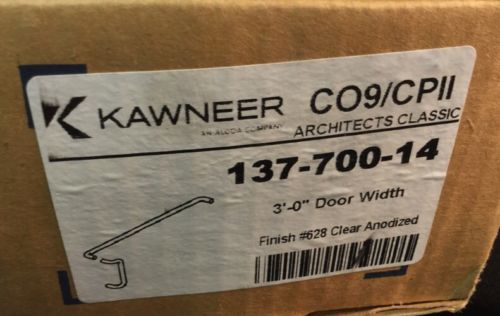 KAWNEER CO9/CPII
AN ALCOA COMPANY
ARCHITECTS CLASSIC
137-700-14
3'-0" Door Width
Finish #628 Clear Anodized